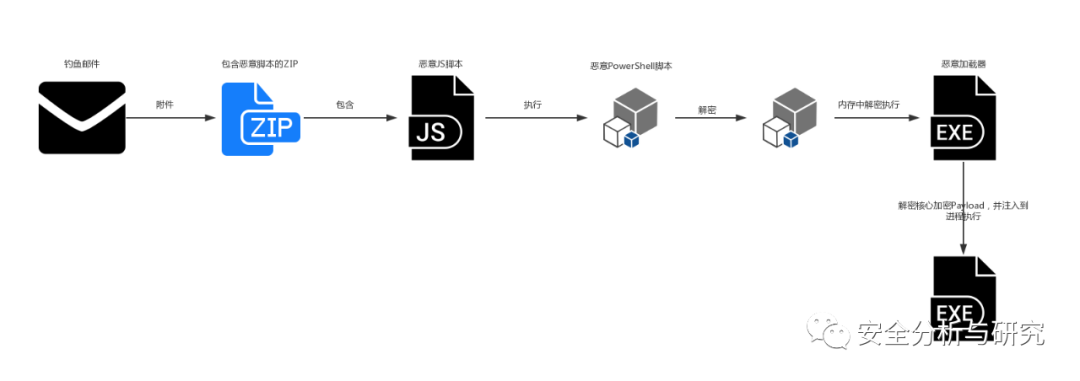 钓鱼邮件
包含恶意脚本的ZIP
恶意JS脚本
恶意PowerShell脚本
恶意加载器
附件
包含
执行
解密
内存中解密执行
ZIP
JS
EXE
解密核心加密Payload，并注入到
进程执行
EXE
安全分析与研究